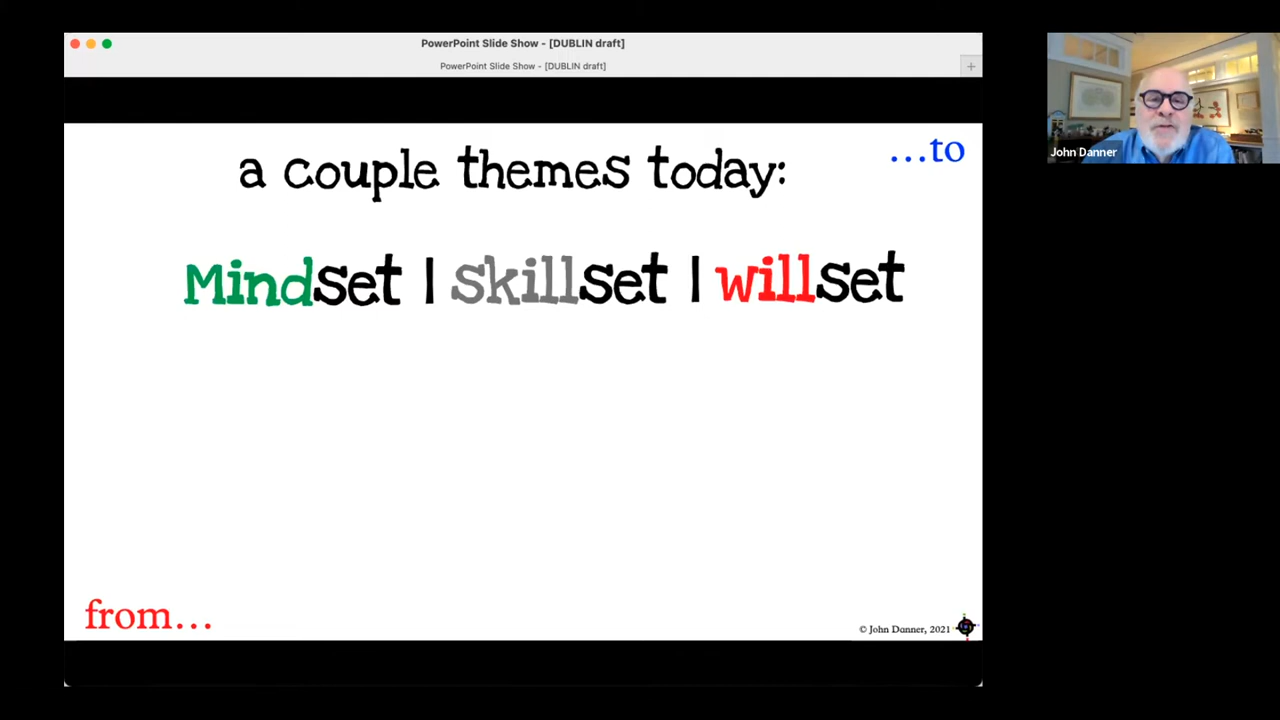 PowerPoint Slide Show - [DUBLIN draft]
PowerPoint Slide Show - [DUBLIN draft]
...to
a couple themes today:
Mindset | skillset | willset
from...
© John Danner, 2021
John Danner